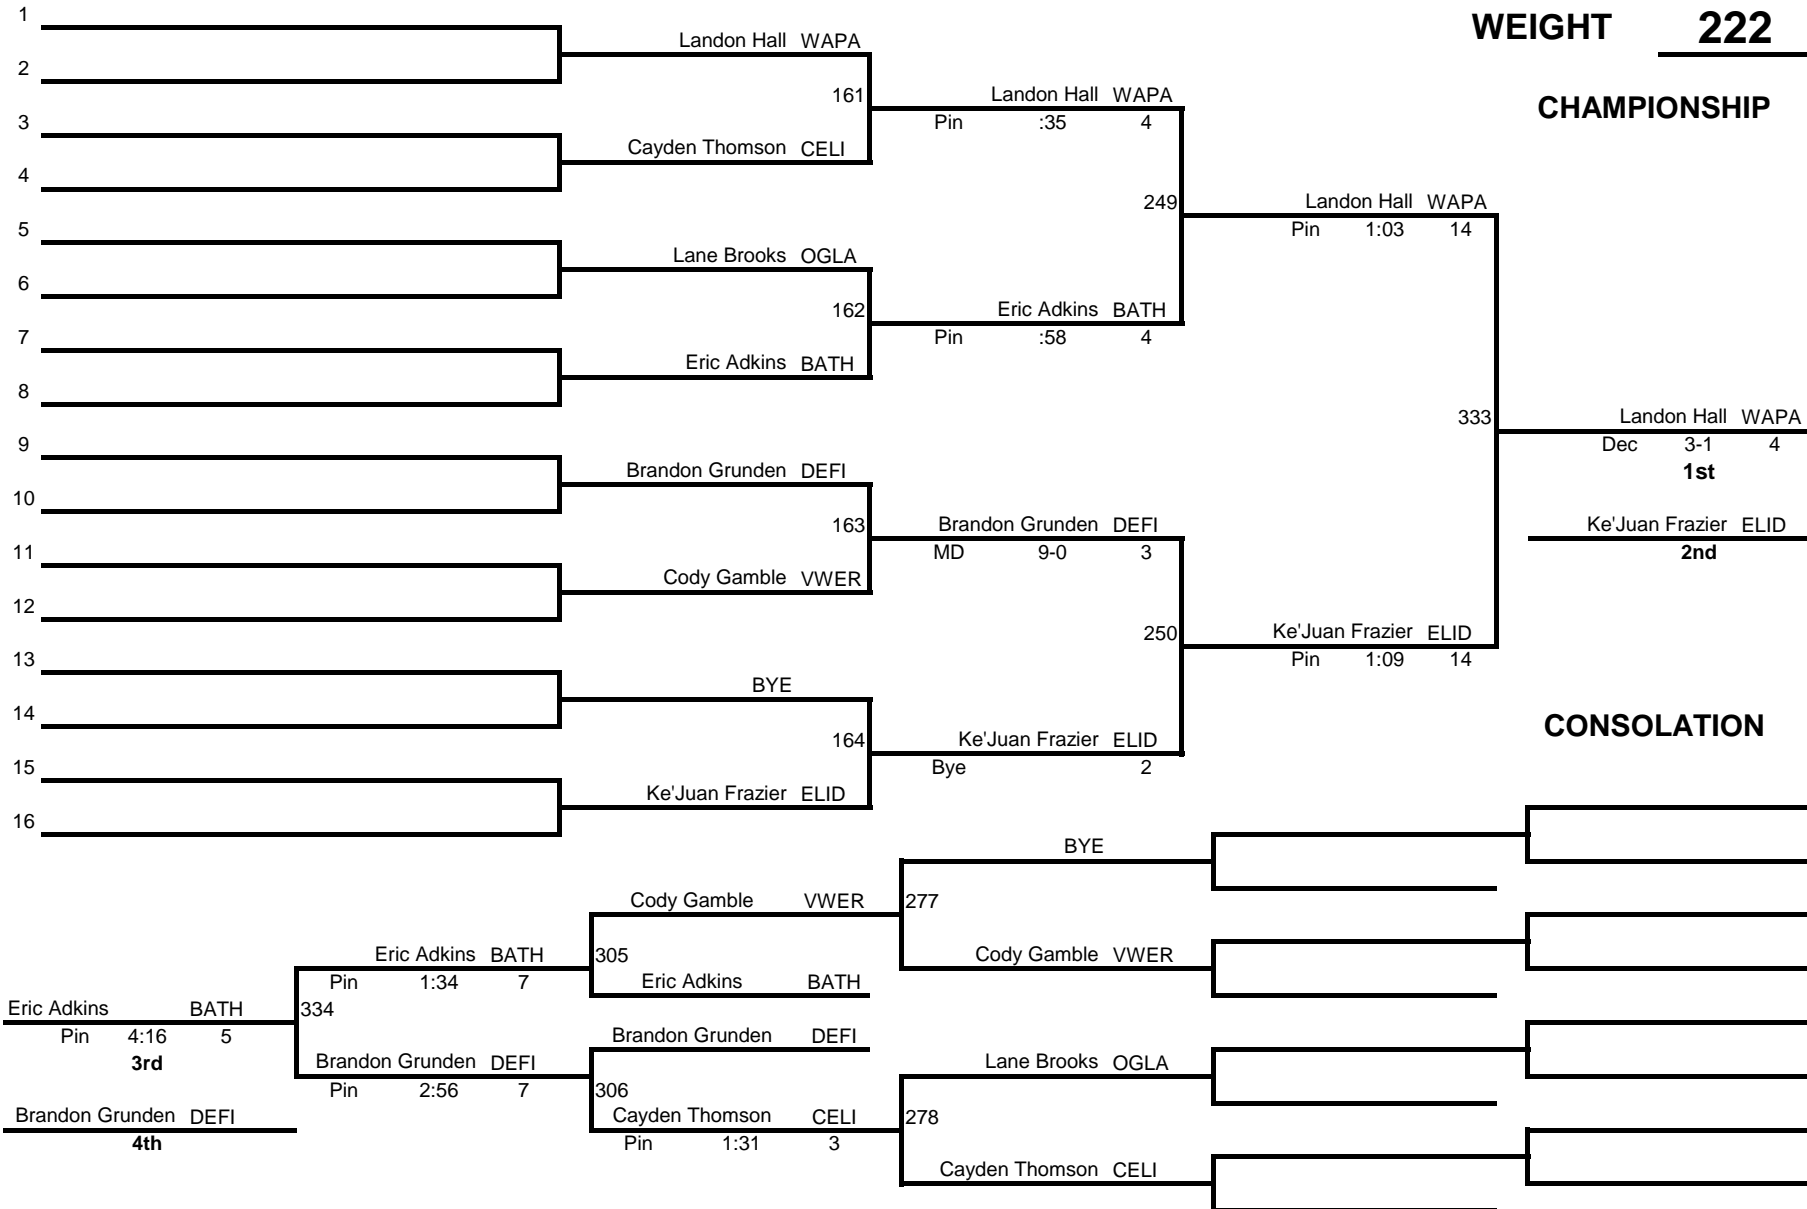 WEIGHT 222
CHAMPIONSHIP
1
2
3
4
5
6
7
8
9
10
11
12
13
14
15
16
Landon Hall WAPA
161
Cayden Thomson CELI
Lane Brooks OGLA
162
Eric Adkins BATH
Brandon Grunden DEFI
163
Cody Gamble VWER
BYE
164
Ke'Juan Frazier ELID
Landon Hall WAPA
Pin :35 4
249
Eric Adkins BATH
Pin :58 4
Brandon Grunden DEFI
MD 9-0 3
250
Ke'Juan Frazier ELID
Bye 2
Landon Hall WAPA
Pin 1:03 14
333
Ke'Juan Frazier ELID
Pin 1:09 14
Landon Hall WAPA
Dec 3-1 4
1st
Ke'Juan Frazier ELID
2nd
CONSOLATION
BYE
277
Cody Gamble VWER
Lane Brooks OGLA
278
Cayden Thomson CELI
Cody Gamble VWER
305
Eric Adkins BATH
Brandon Grunden DEFI
306
Cayden Thomson CELI
Pin 1:31 3
Eric Adkins BATH
Pin 1:34 7
334
Brandon Grunden DEFI
Pin 2:56 7
Eric Adkins BATH
Pin 4:16 5
3rd
Brandon Grunden DEFI
4th